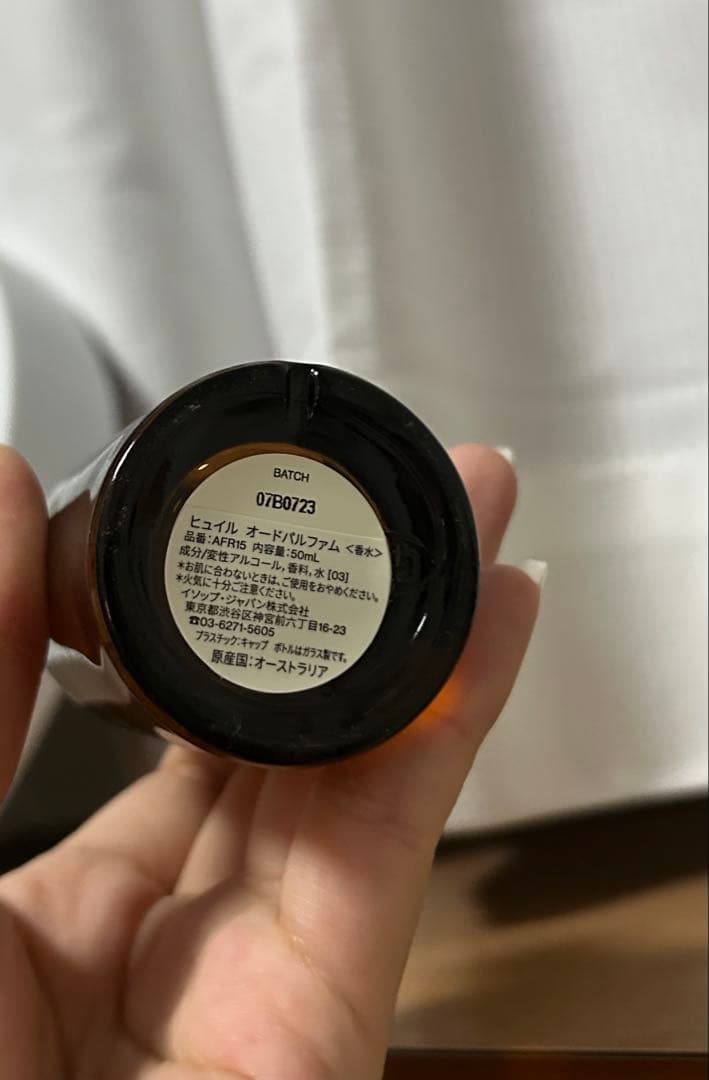 BATCH
07B0723
ヒュイル オードパルファム <香水>
品番:AFR15 内容量:50mL
成分/変性アルコール,香料,水 [03]
*お肌に合わないときは、ご使用をおやめください。
*火気に十分ご注意ください。
イソップ・ジャパン株式会社
東京都渋谷区神宮前六丁目16-23
☎03-6271-5605
プラスチック:キャップ ボトルはガラス製です。
原産国:オーストラリア